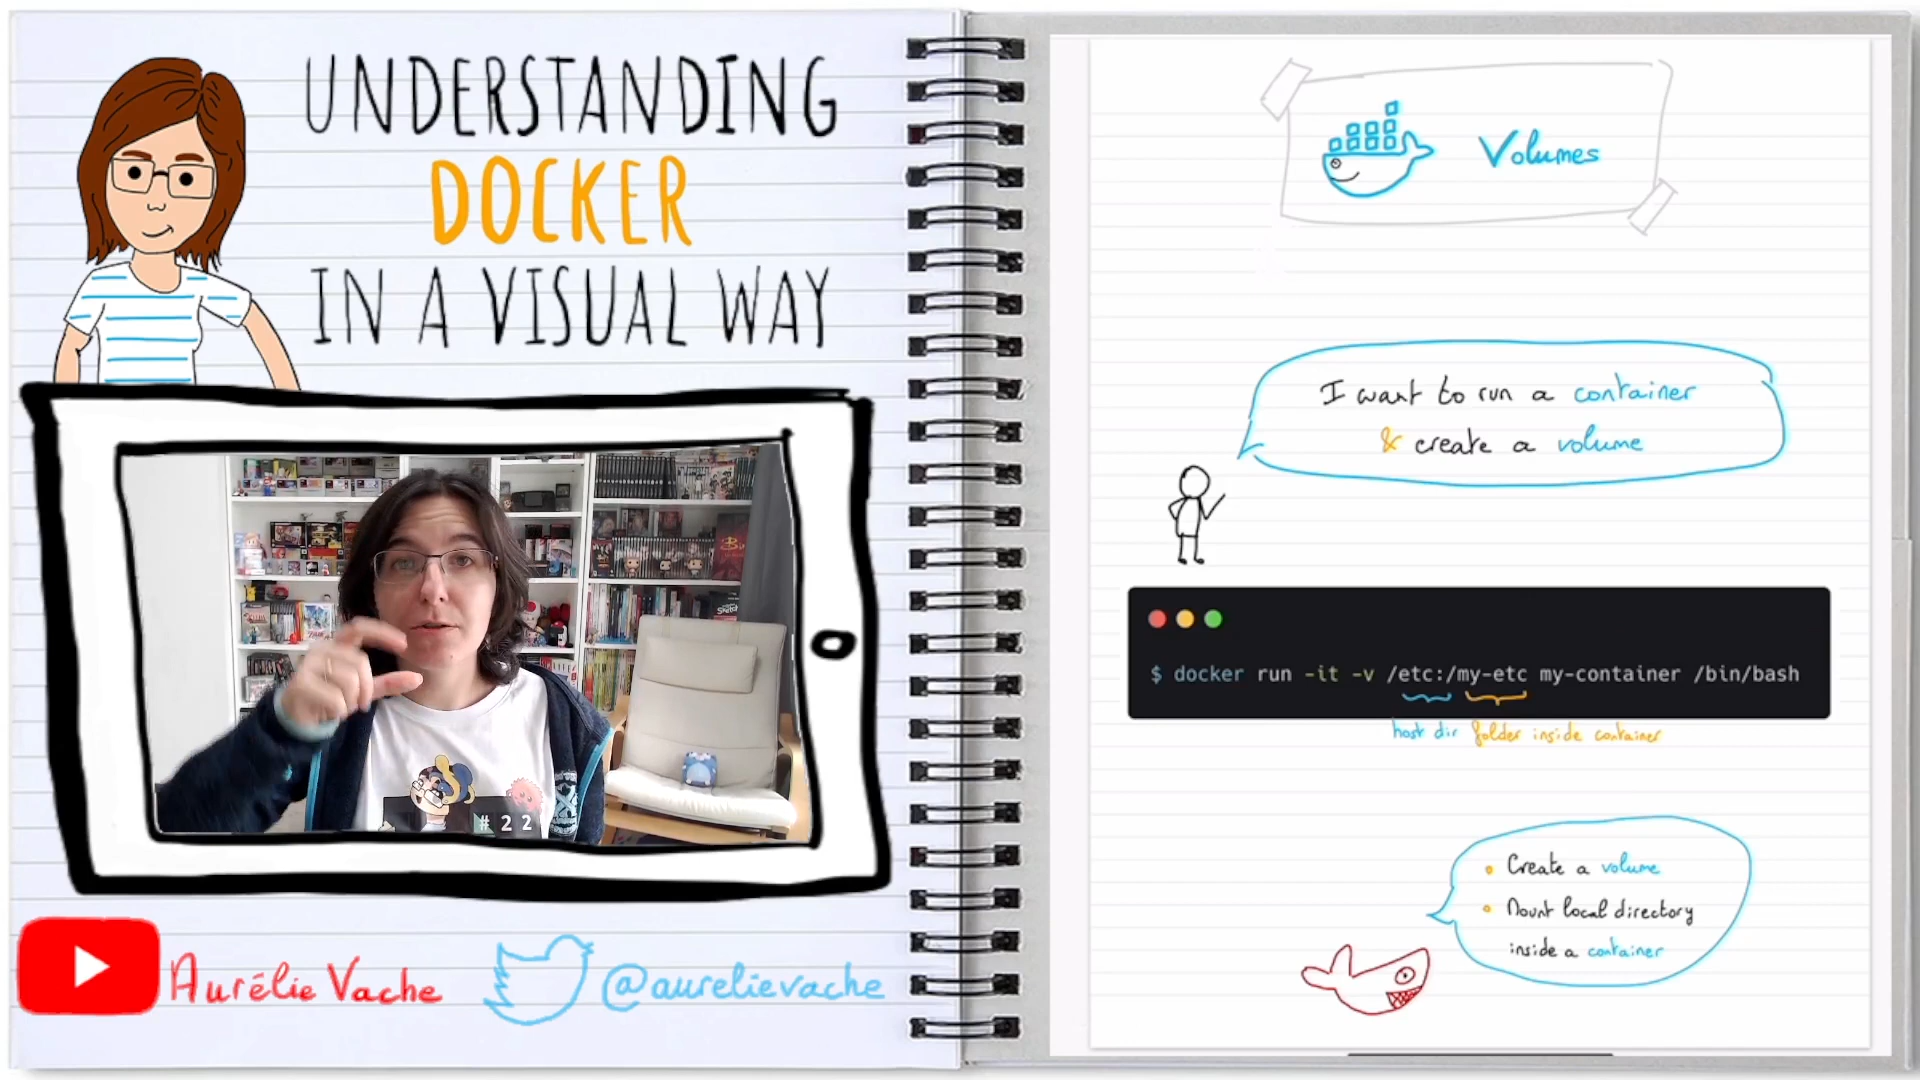 UNDERSTANDING
DOCKER
IN A VISUAL WAY
# 22
Aurélie Vache
@aurelievache
Volumes
I want to run a container
& create a volume
$ docker run -it -v /etc:/my-etc my-container /bin/bash
host dir folder inside container
Create a volume
Mount local directory
inside a container